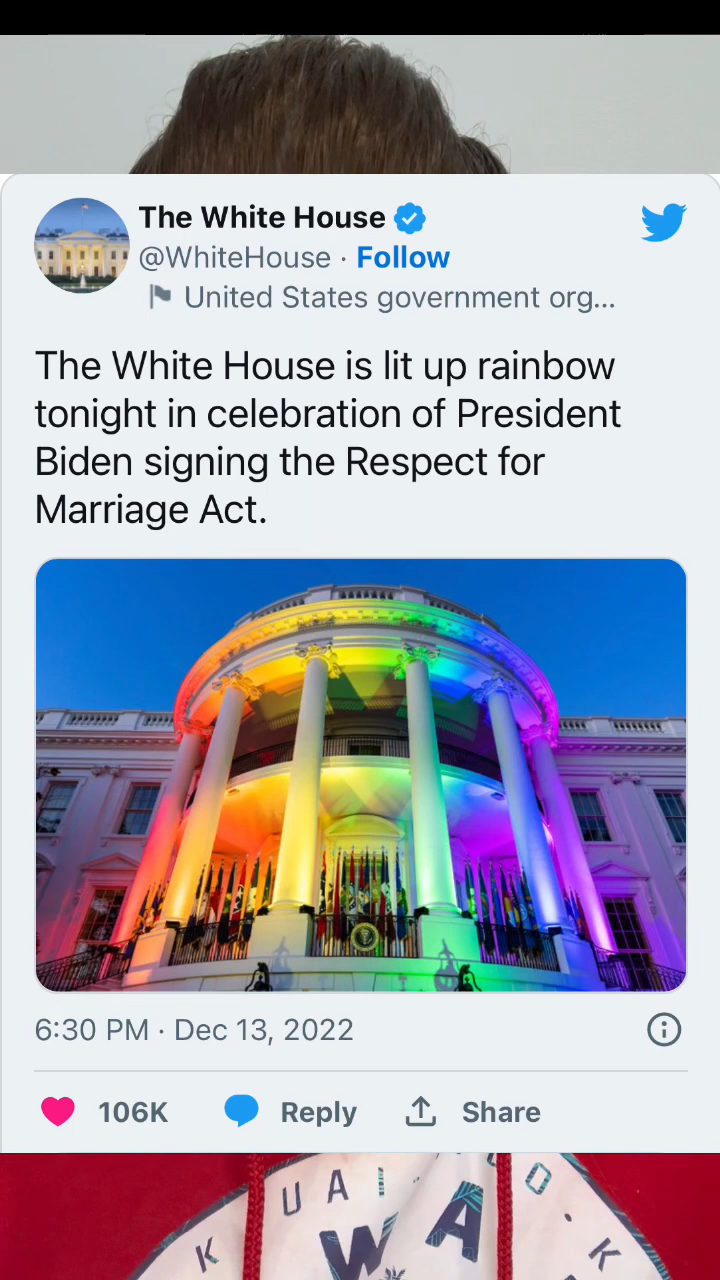 The White House
@WhiteHouse · Follow
United States government org...
The White House is lit up rainbow
tonight in celebration of President
Biden signing the Respect for
Marriage Act.
6:30 PM · Dec 13, 2022
106K Reply Share
K U A I . O . K
W A